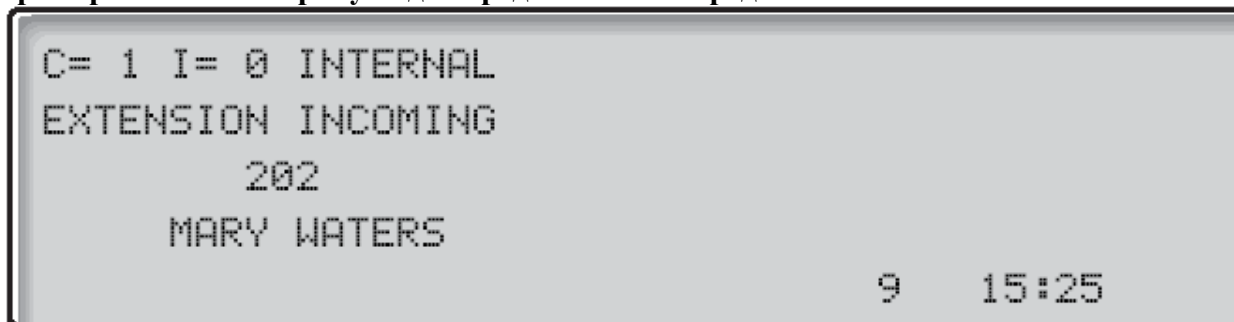 C= 1 I= 0 INTERNAL
EXTENSION INCOMING
202
MARY WATERS
9 15:25